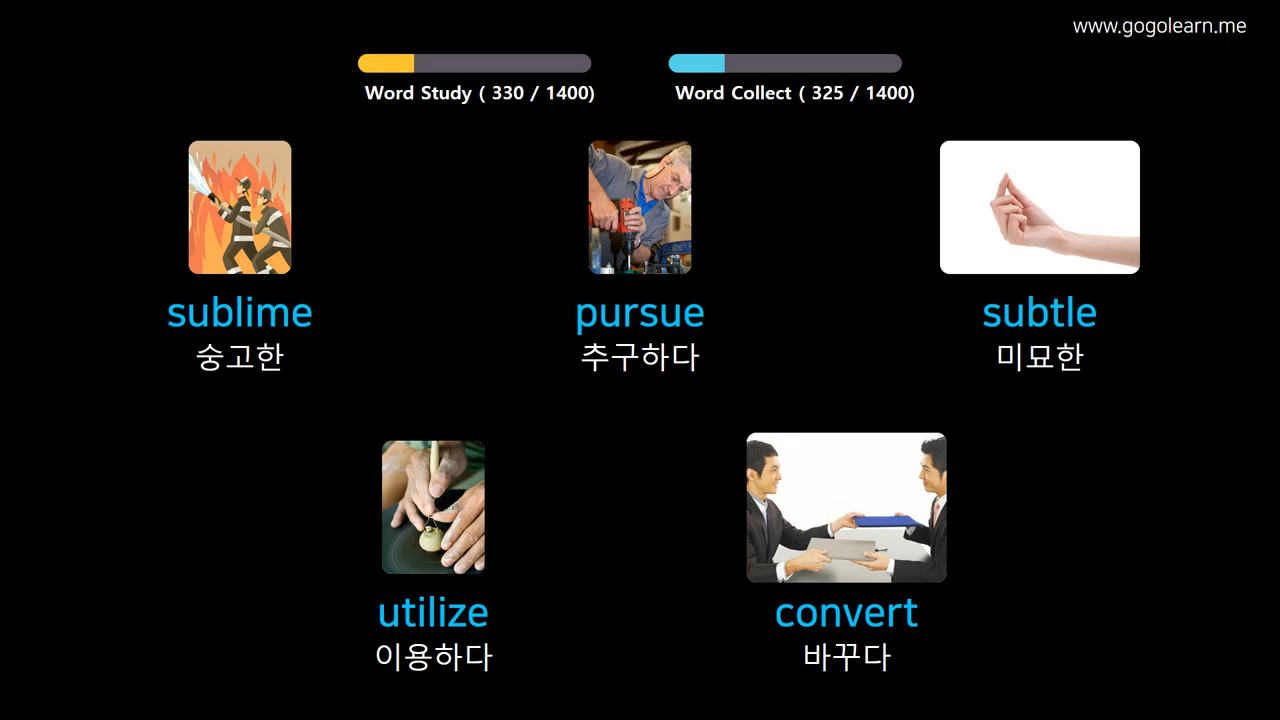 www.gogolearn.me
Word Study ( 330 / 1400)
Word Collect ( 325 / 1400)
sublime
숭고한
pursue
추구하다
subtle
미묘한
utilize
이용하다
convert
바꾸다